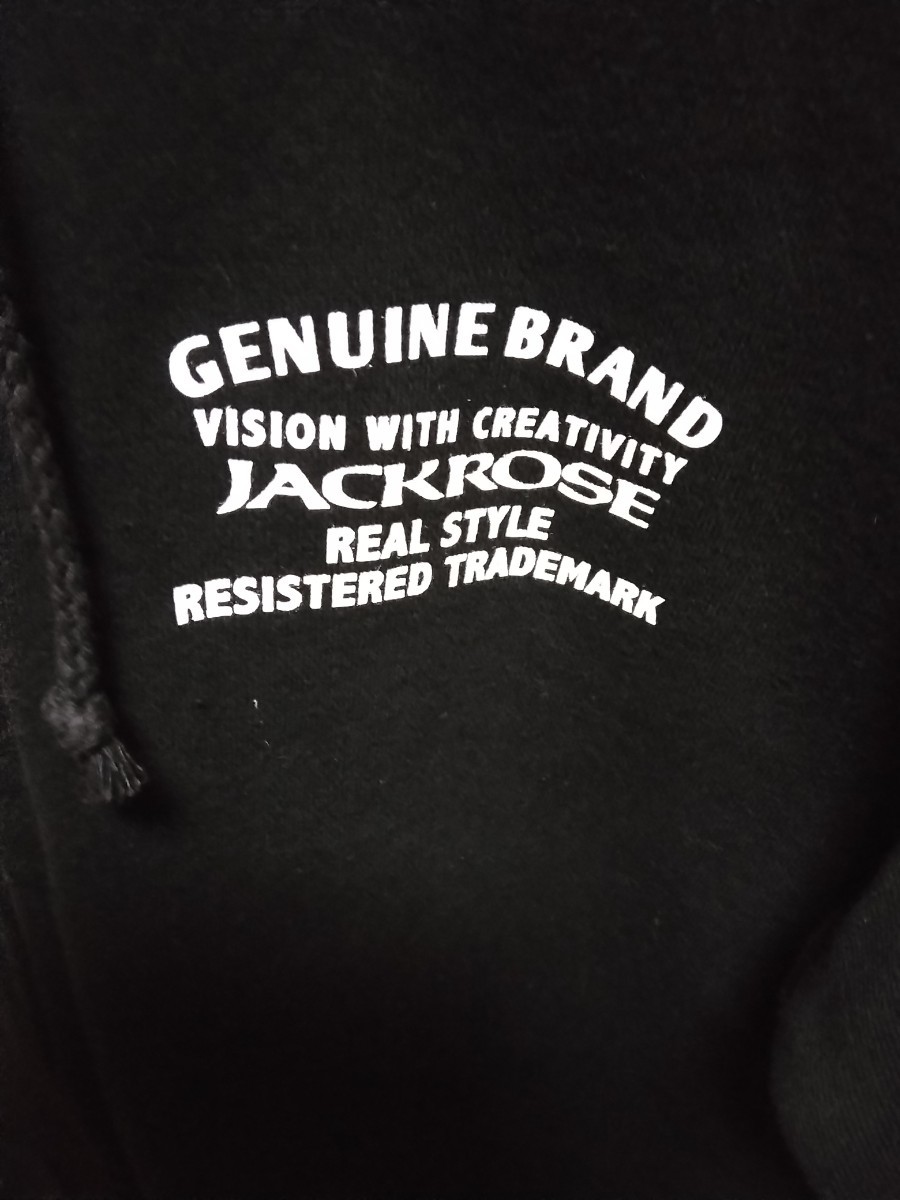 GENUINE BRAND
VISION WITH CREATIVITY
JACKROSE
REAL STYLE
RESISTERED TRADEMARK